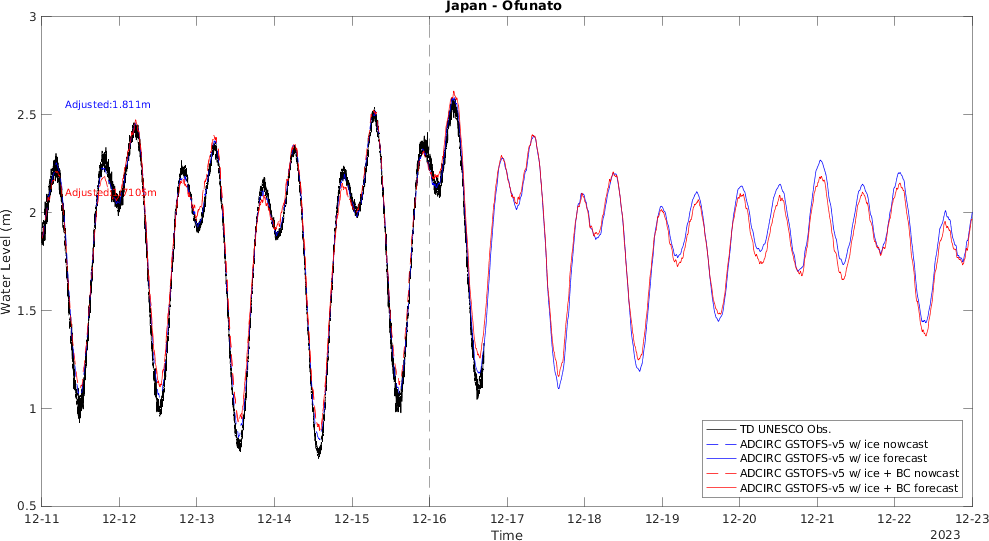 Japan - Ofunato
3
2.5
2
1.5
1
0.5
Water Level (m)
Adjusted:1.811m
12-11
12-12
12-13
12-14
12-15
12-16
12-17
12-18
12-19
12-20
12-21
12-22
12-23
Time
2023
TD UNESCO Obs.
ADCIRC GSTOFS-v5 w/ ice nowcast
ADCIRC GSTOFS-v5 w/ ice forecast
ADCIRC GSTOFS-v5 w/ ice + BC nowcast
ADCIRC GSTOFS-v5 w/ ice + BC forecast